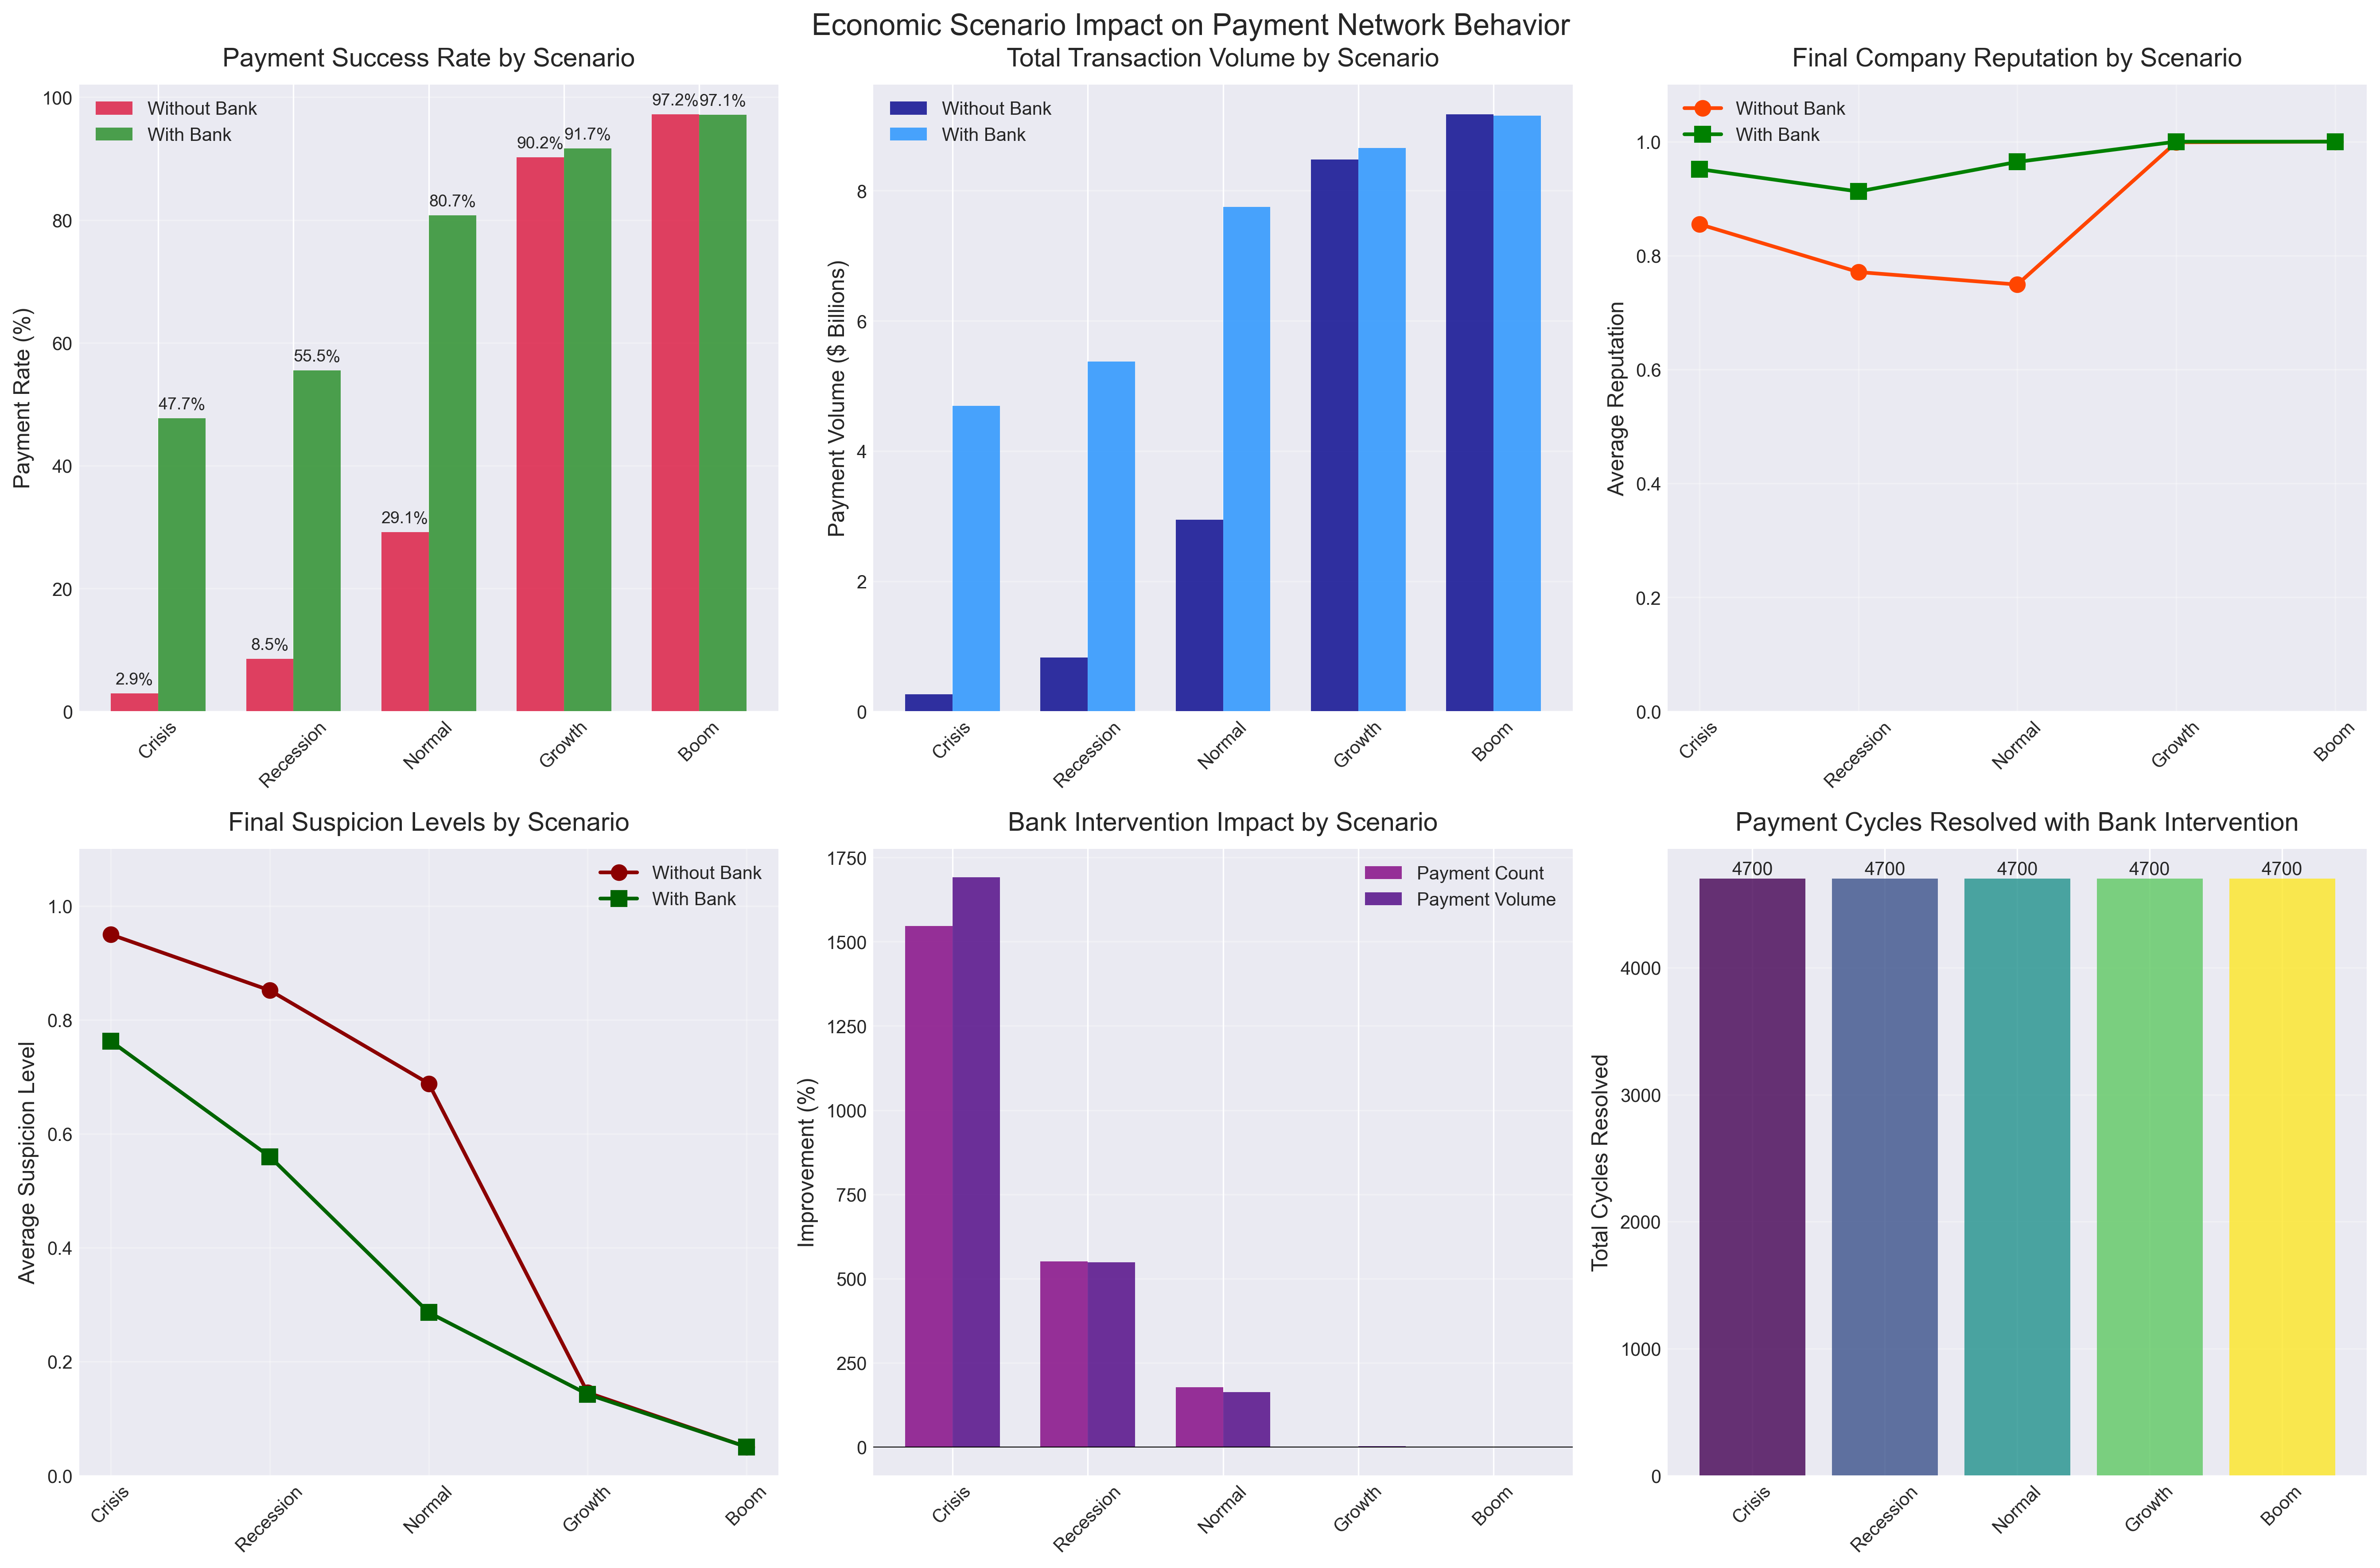 Economic Scenario Impact on Payment Network Behavior
Payment Success Rate by Scenario
Without Bank
With Bank
Payment Rate (%)
100
80
60
40
20
0
2.9%
47.7%
8.5%
55.5%
29.1%
80.7%
90.2%
91.7%
97.2%
97.1%
Crisis
Recession
Normal
Growth
Boom
Total Transaction Volume by Scenario
Without Bank
With Bank
Payment Volume ($ Billions)
8
6
4
2
0
Crisis
Recession
Normal
Growth
Boom
Final Company Reputation by Scenario
Without Bank
With Bank
Average Reputation
1.0
0.8
0.6
0.4
0.2
0.0
Crisis
Recession
Normal
Growth
Boom
Final Suspicion Levels by Scenario
Without Bank
With Bank
Average Suspicion Level
1.0
0.8
0.6
0.4
0.2
0.0
Crisis
Recession
Normal
Growth
Boom
Bank Intervention Impact by Scenario
Payment Count
Payment Volume
Improvement (%)
1750
1500
1250
1000
750
500
250
0
Crisis
Recession
Normal
Growth
Boom
Payment Cycles Resolved with Bank Intervention
Total Cycles Resolved
4700
4700
4700
4700
4700
4000
3000
2000
1000
0
Crisis
Recession
Normal
Growth
Boom